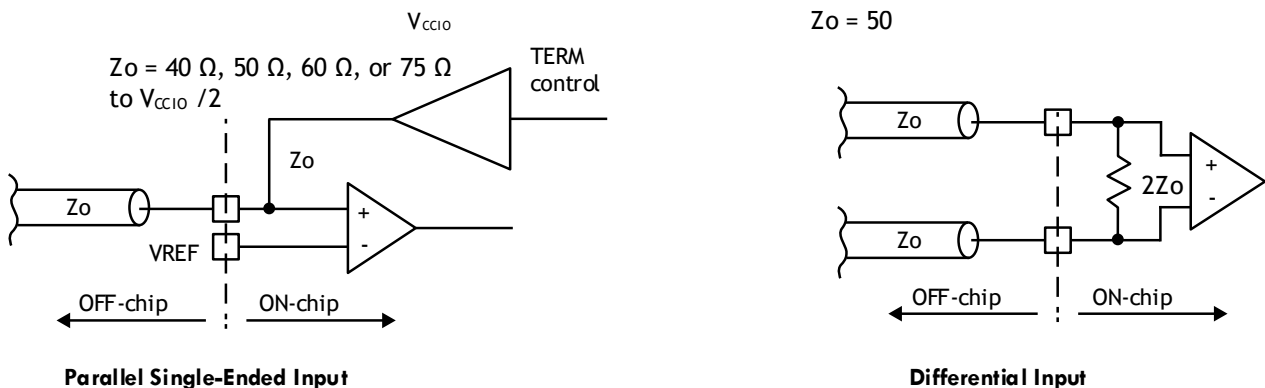 VCCIO
Zo = 40 Ω, 50 Ω, 60 Ω, or 75 Ω
to VCCIO /2
TERM
control
Zo
Zo
+
-
VREF
OFF-chip
ON-chip
Parallel Single-Ended Input
Zo = 50
Zo
+
2Zo
-
Zo
OFF-chip
ON-chip
Differential Input